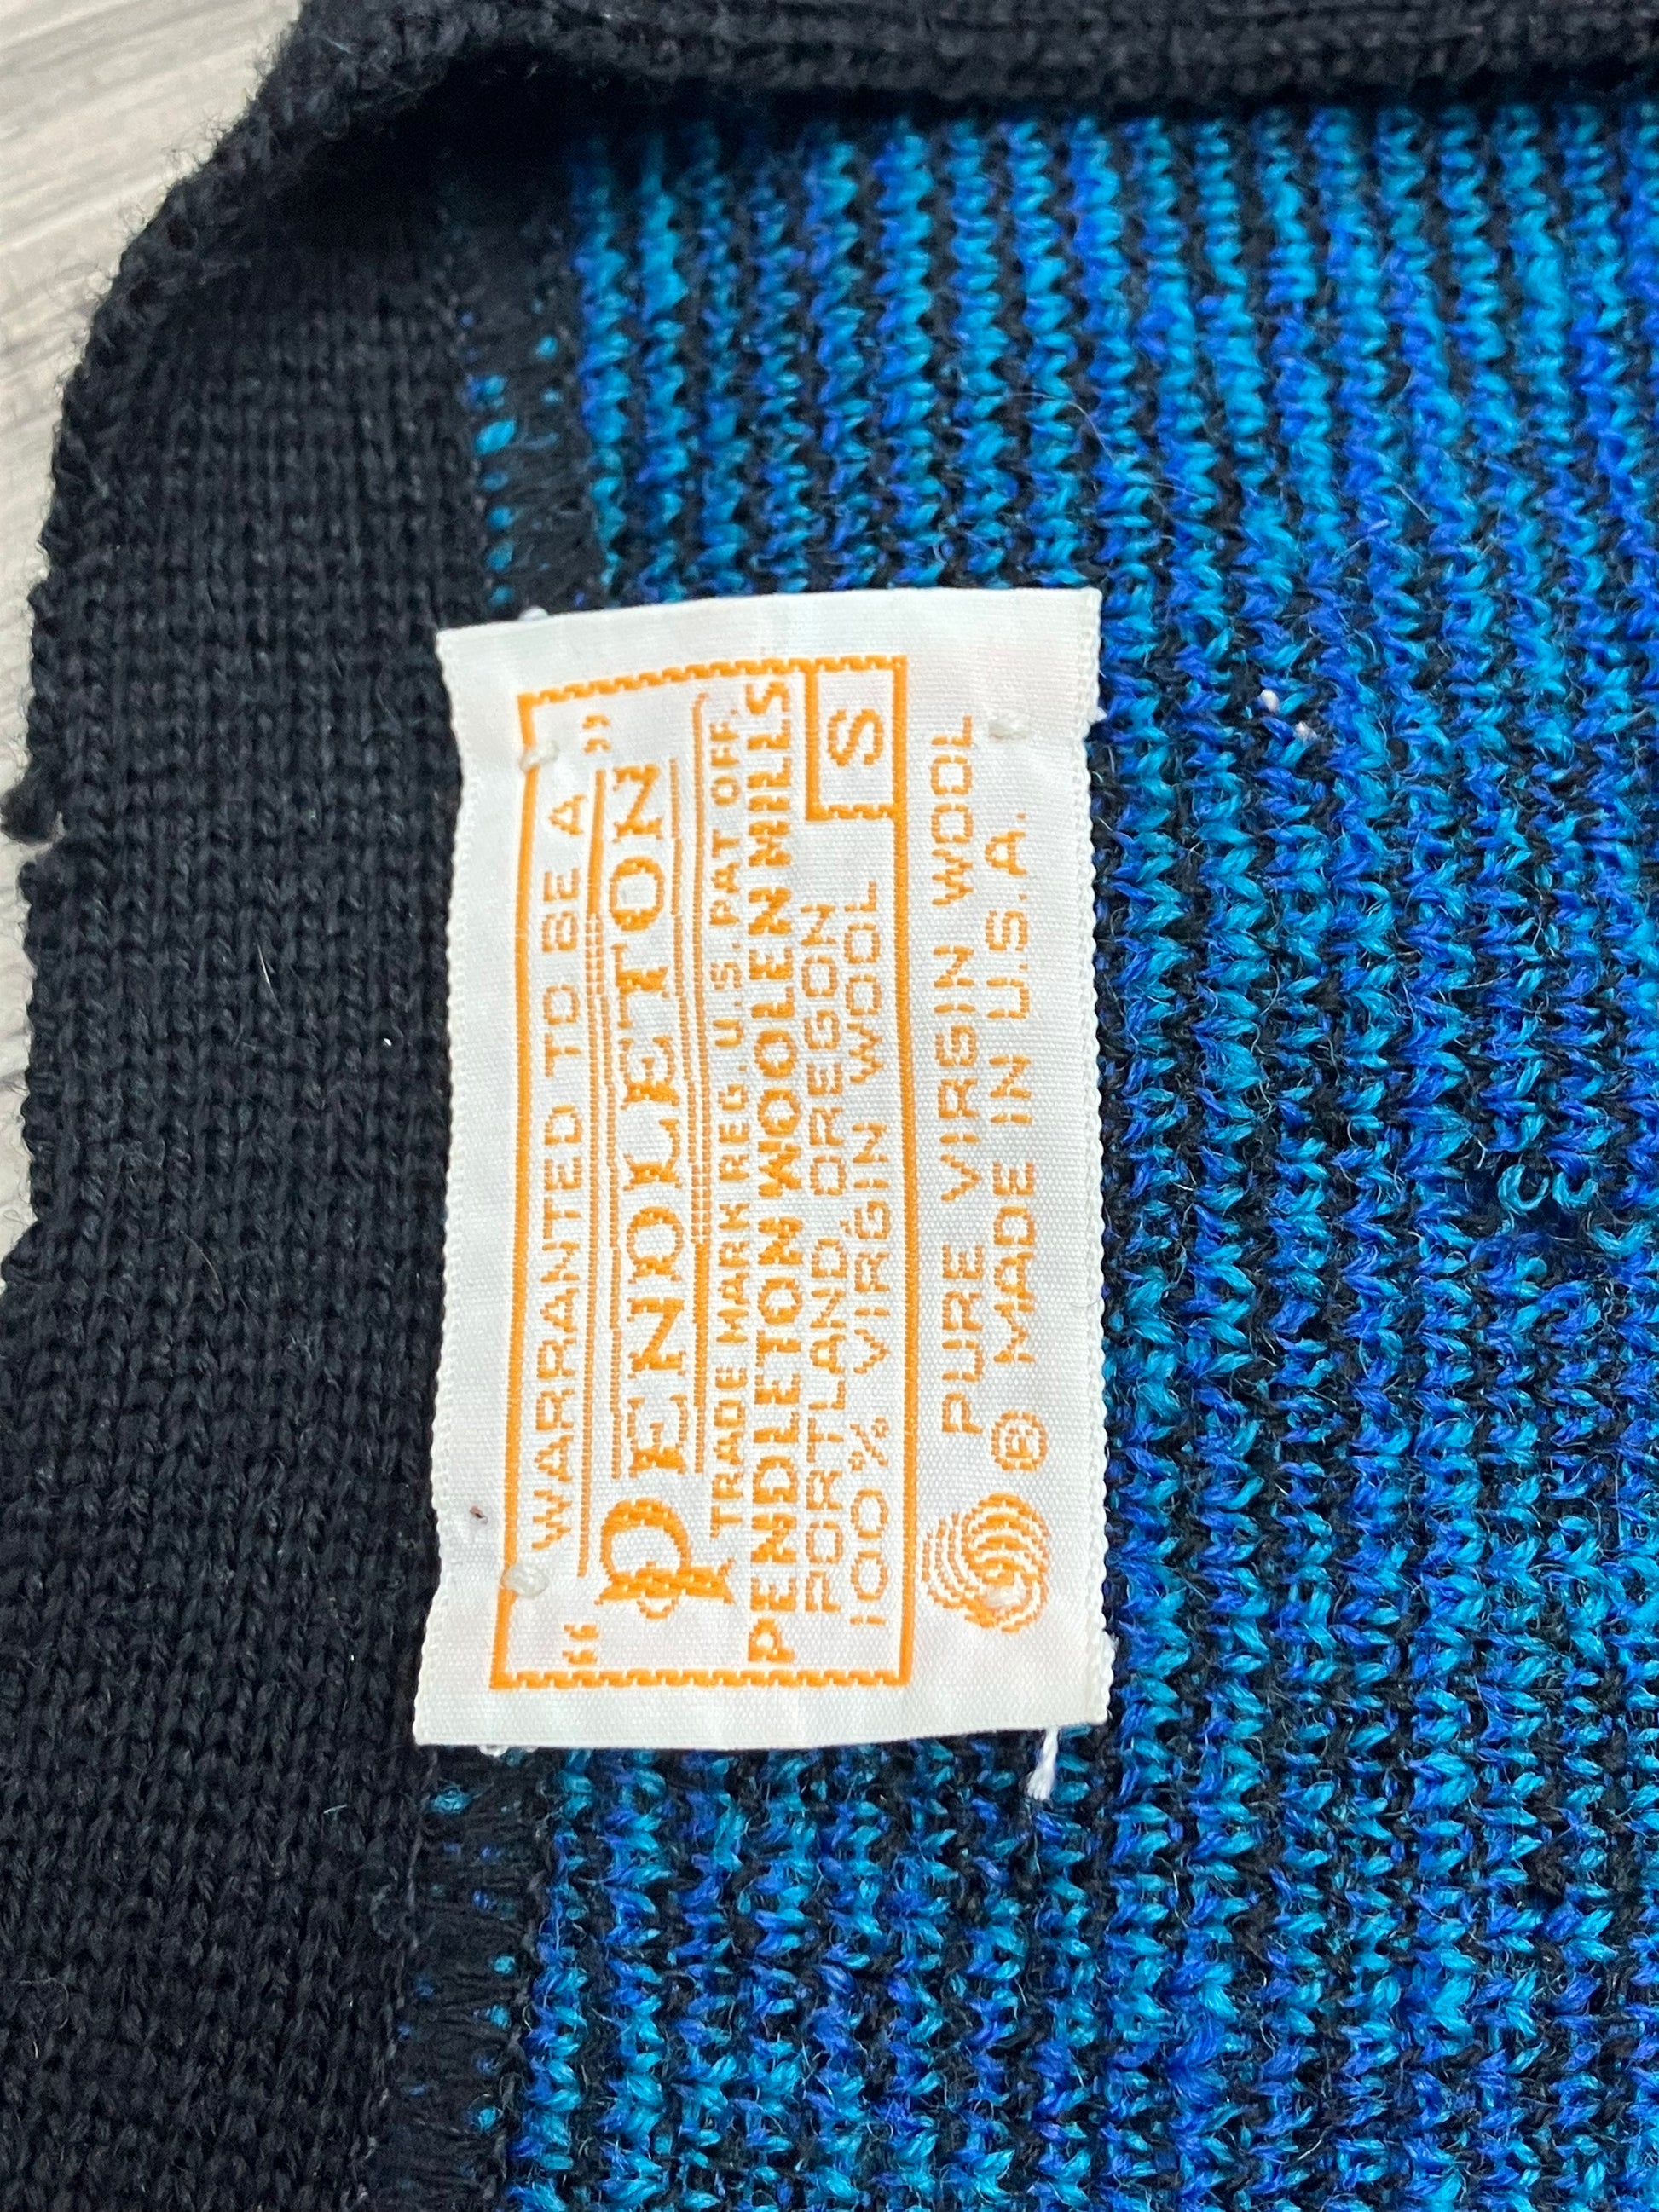 "WARRANTED TO BE A"
PENDLETON
TRADE MARK REG. U.S. PAT OFF.
PENDLETON WOOLEN MILLS
PORTLAND, OREGON
100% VIRGIN WOOL S
PURE VIRGIN WOOL
® MADE IN U.S.A.